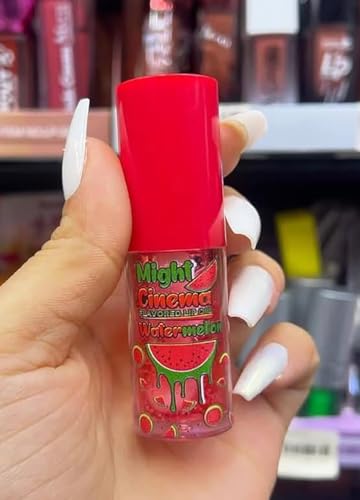 Might
Cinema
FLAVORED LIP OIL
Watermelon